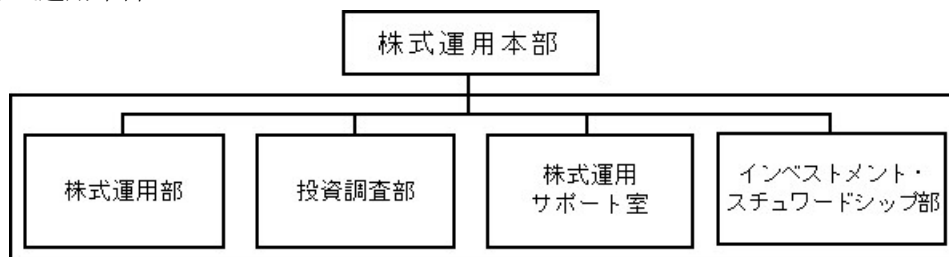 株式運用本部
株式運用部
投資調査部
株式運用
サポート室
インベストメント・
スチュワードシップ部